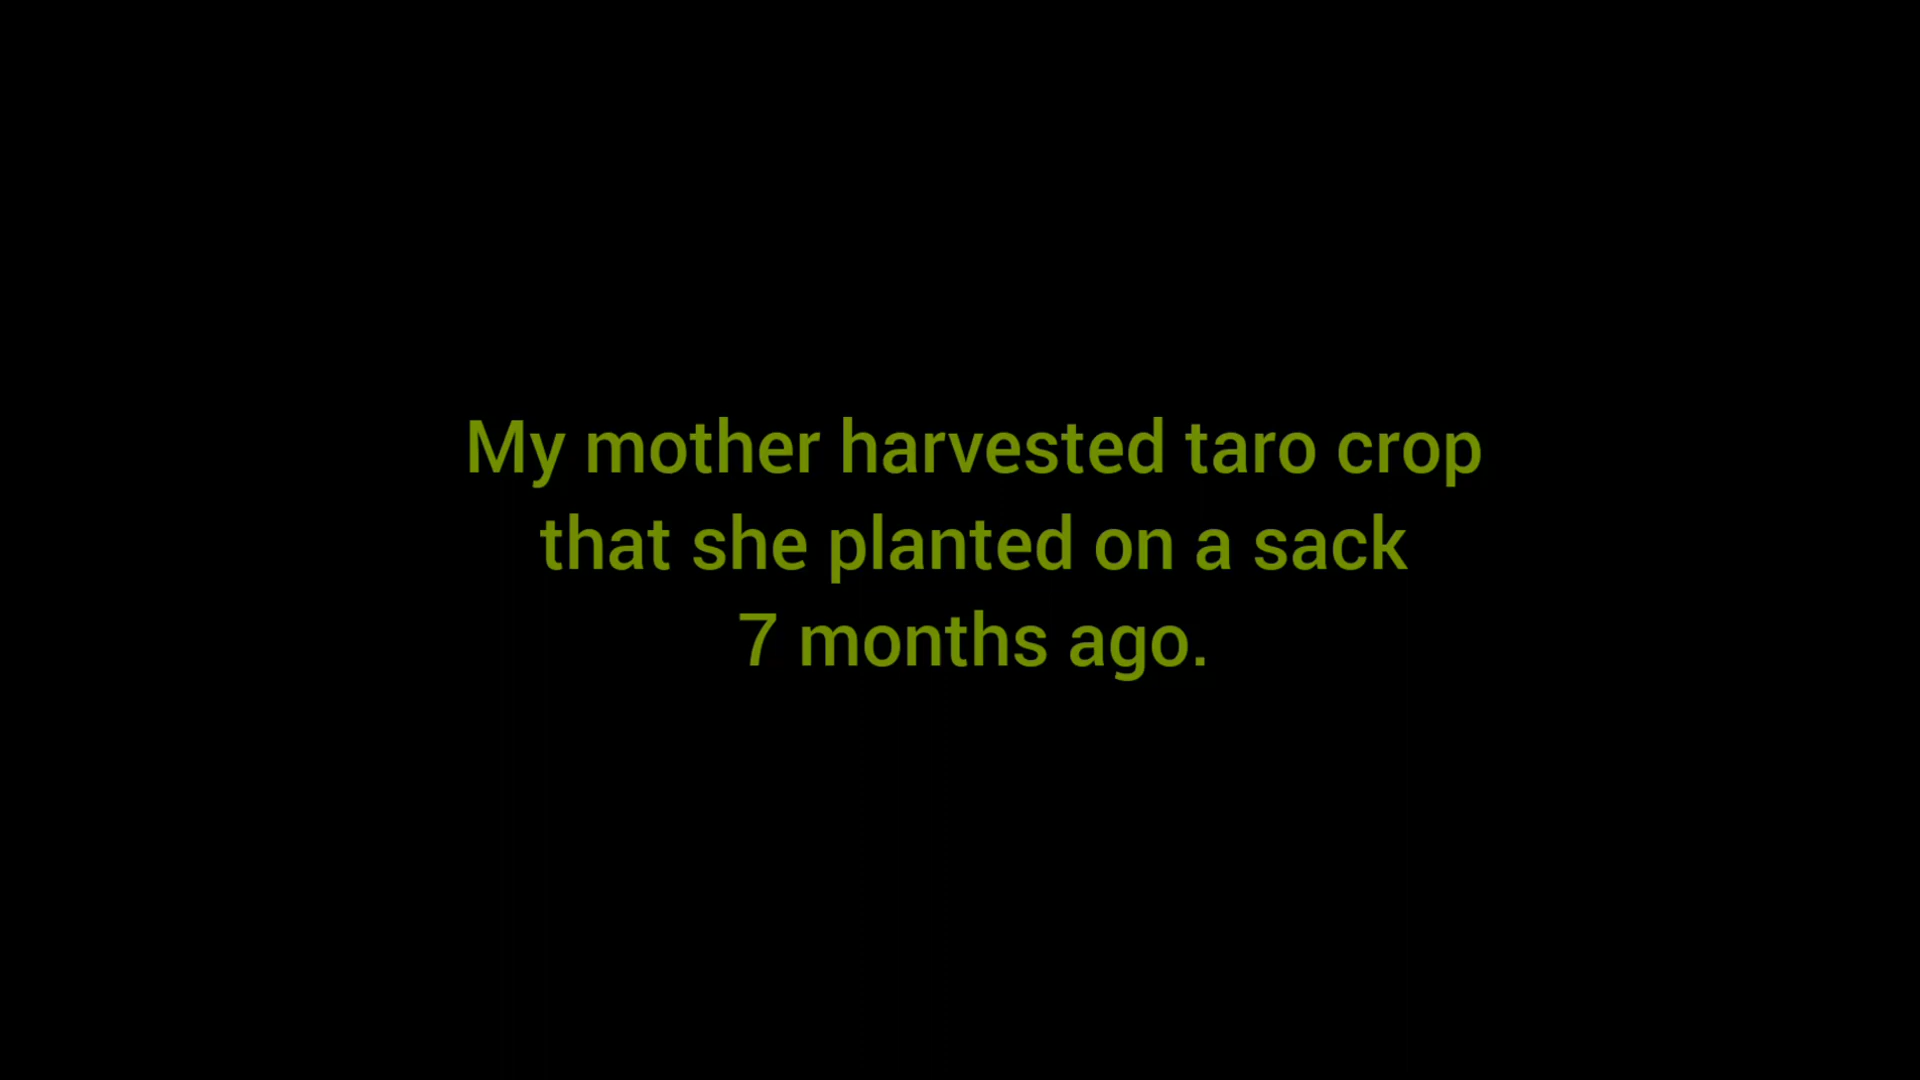 My mother harvested taro crop
that she planted on a sack
7 months ago.